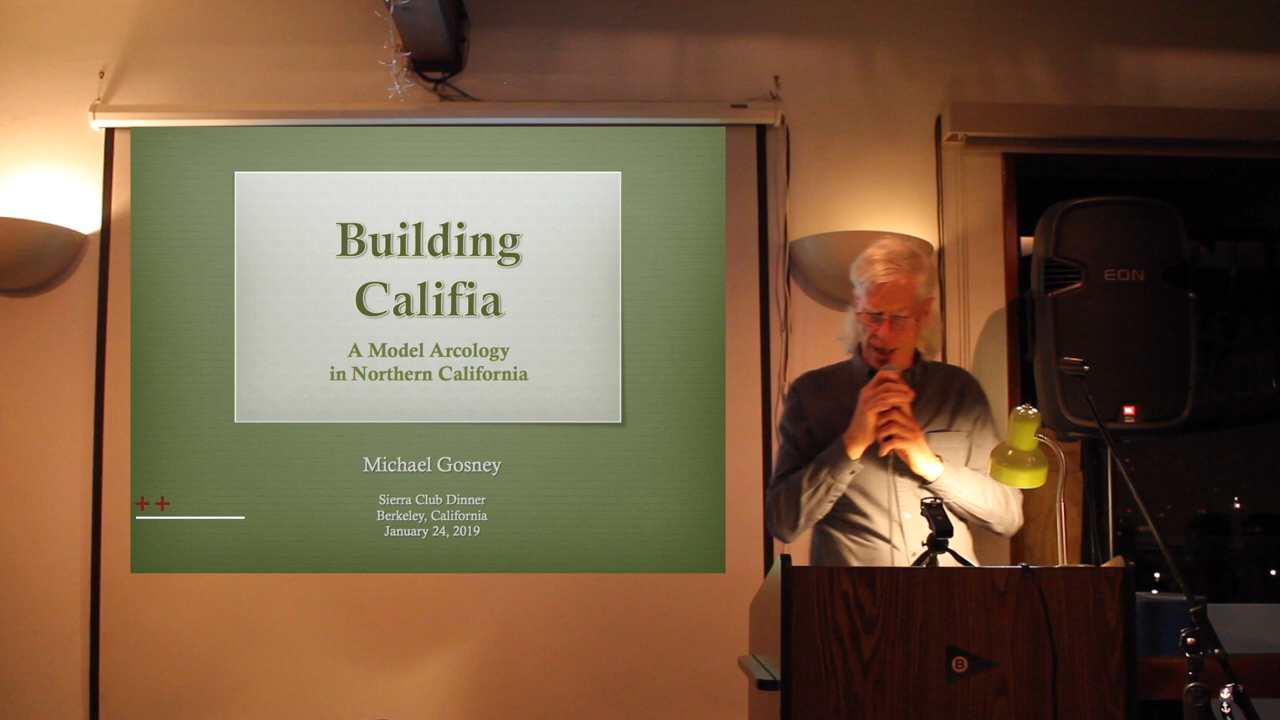 Building
Califia
A Model Arcology
in Northern California
Michael Gosney
Sierra Club Dinner
Berkeley, California
January 24, 2019
++
EON
B